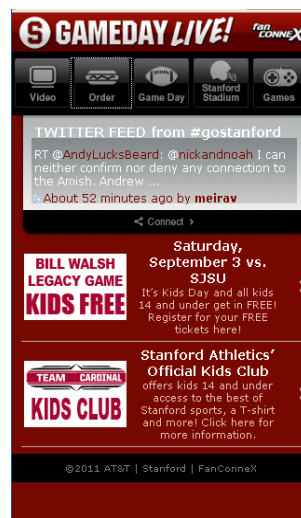 S GAMEDAY LIVE! fan CONNEX
Video
Order
Game Day
Stanford
Stadium
Games
TWITTER FEED from #gostanford
RT @AndyLucksBeard: @nickandnoah I can
neither confirm nor deny any connection to
the Amish. Andrew ...
About 52 minutes ago by meirav
< Connect >
BILL WALSH
LEGACY GAME
KIDS FREE
Saturday,
September 3 vs.
SJSU
It's Kids Day and all kids
14 and under get in FREE!
Register for your FREE
tickets here!
TEAM CARDINAL
KIDS CLUB
Stanford Athletics'
Official Kids Club
offers kids 14 and under
access to the best of
Stanford sports, a T-shirt
and more! Click here for
more information.
©2011 AT&T | Stanford | FanConneX